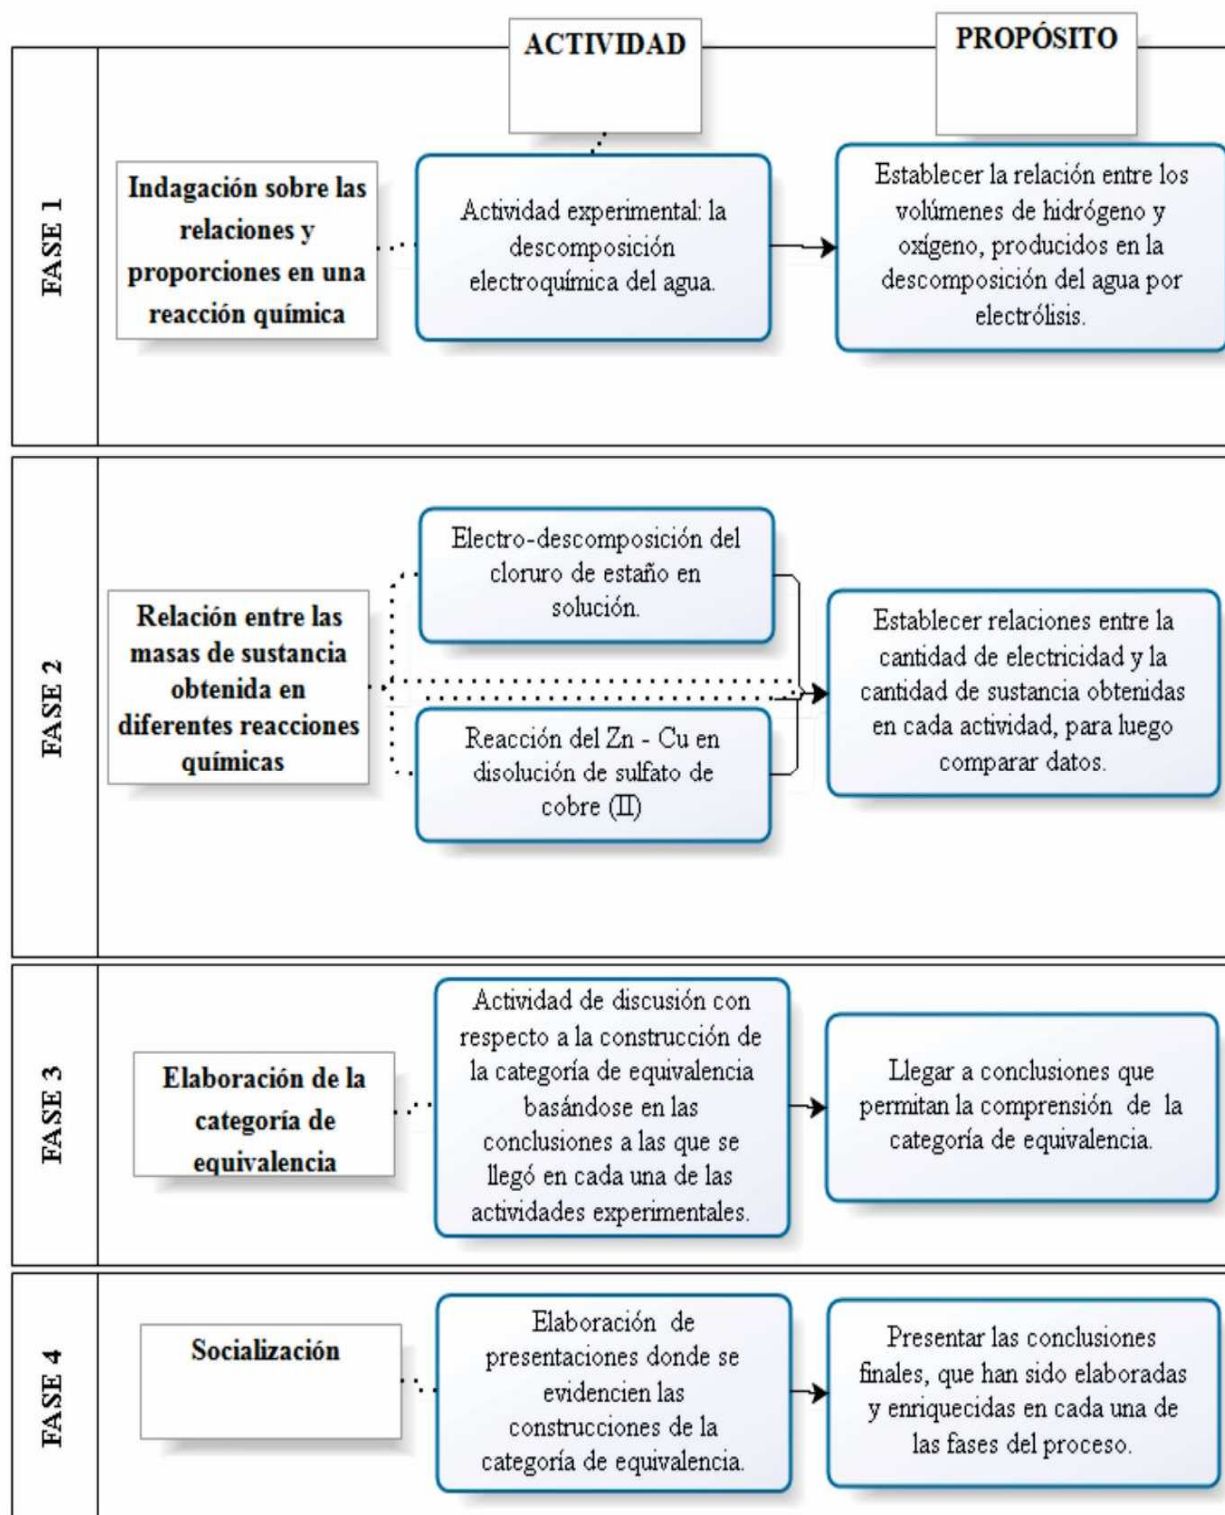 ACTIVIDAD
PROPÓSITO
FASE 1
Indagación sobre las
relaciones y
proporciones en una
reacción química
Actividad experimental: la
descomposición
electroquímica del agua.
Establecer la relación entre los
volúmenes de hidrógeno y
oxígeno, producidos en la
descomposición del agua por
electrólisis.
FASE 2
Relación entre las
masas de sustancia
obtenida en
diferentes reacciones
químicas
Electro-descomposición del
cloruro de estaño en
solución.
Reacción del Zn - Cu en
disolución de sulfato de
cobre (II)
Establecer relaciones entre la
cantidad de electricidad y la
cantidad de sustancia obtenidas
en cada actividad, para luego
comparar datos.
FASE 3
Elaboración de la
categoría de
equivalencia
Actividad de discusión con
respecto a la construcción de
la categoría de equivalencia
basándose en las
conclusiones a las que se
llegó en cada una de las
actividades experimentales.
Llegar a conclusiones que
permitan la comprensión de la
categoría de equivalencia.
FASE 4
Socialización
Elaboración de
presentaciones donde se
evidencien las
construcciones de la
categoría de equivalencia.
Presentar las conclusiones
finales, que han sido elaboradas
y enriquecidas en cada una de
las fases del proceso.